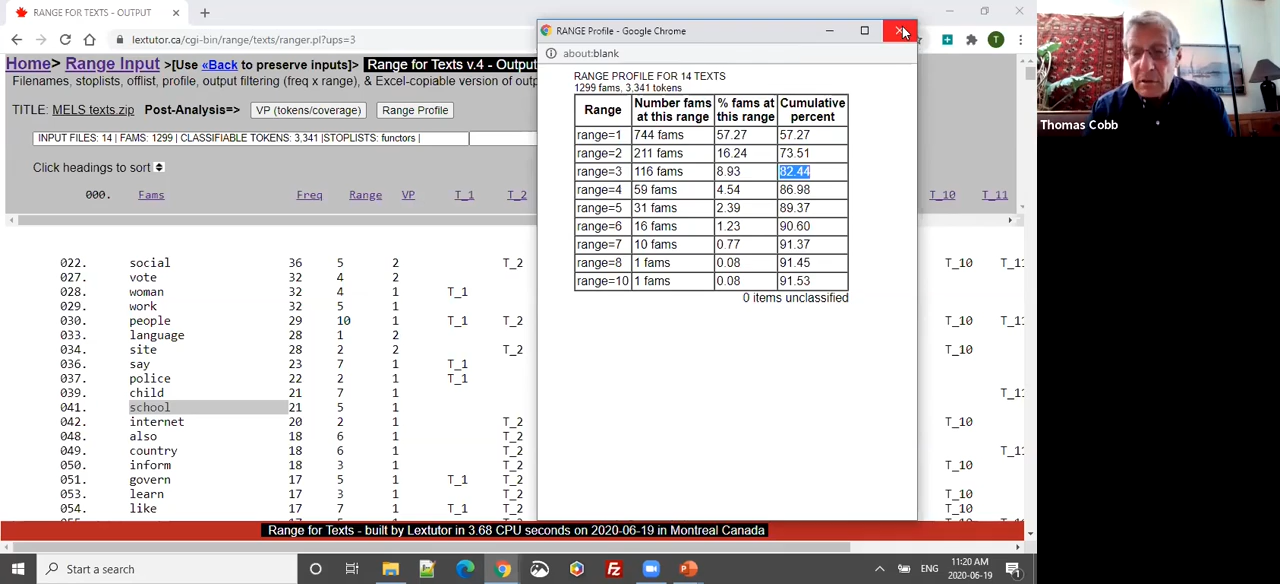 RANGE FOR TEXTS - OUTPUT
lextutor.ca/cgi-bin/range/texts/ranger.pl?ups=3
Home> Range Input >[Use «Back to preserve inputs]> Range for Texts v.4 - Output
Filenames, stoplists, offlist, profile, output filtering (freq x range), & Excel-copiable version of outp
TITLE: MELS texts.zip Post-Analysis=> VP (tokens/coverage) Range Profile
INPUT FILES: 14 | FAMS: 1299 | CLASSIFIABLE TOKENS: 3,341 |STOPLISTS: functors |
Click headings to sort
000. Fams Freq Range VP T_1 T_2 T_10 T_11
022. social 36 5 2 T_2 T_10 T_11
027. vote 32 4 2
028. woman 32 4 1 T_1
029. work 32 5 1
030. people 29 10 1 T_1 T_2 T_10 T_11
033. language 28 1 2
034. site 28 2 2 T_2 T_10
036. say 23 7 1 T_1
037. police 22 2 1 T_1
039. child 21 7 1 T_11
041. school 21 5 1
042. internet 20 2 1 T_2 T_10
048. also 18 6 1 T_2
049. country 18 6 1 T_2 T_11
050. inform 18 3 1 T_2 T_10
051. govern 17 5 1 T_1 T_2
053. learn 17 3 1 T_2 T_10
054. like 17 7 1 T_1 T_2 T_10 T_11
Range for Texts - built by Lextutor in 3.68 CPU seconds on 2020-06-19 in Montreal Canada
RANGE Profile - Google Chrome
about:blank
RANGE PROFILE FOR 14 TEXTS
1299 fams, 3,341 tokens
Range Number fams at this range % fams at this range Cumulative percent
range=1 744 fams 57.27 57.27
range=2 211 fams 16.24 73.51
range=3 116 fams 8.93 82.44
range=4 59 fams 4.54 86.98
range=5 31 fams 2.39 89.37
range=6 16 fams 1.23 90.60
range=7 10 fams 0.77 91.37
range=8 1 fams 0.08 91.45
range=10 1 fams 0.08 91.53
0 items unclassified
T
Thomas Cobb
Type here: Start a search
ENG
11:20 AM
2020-06-19